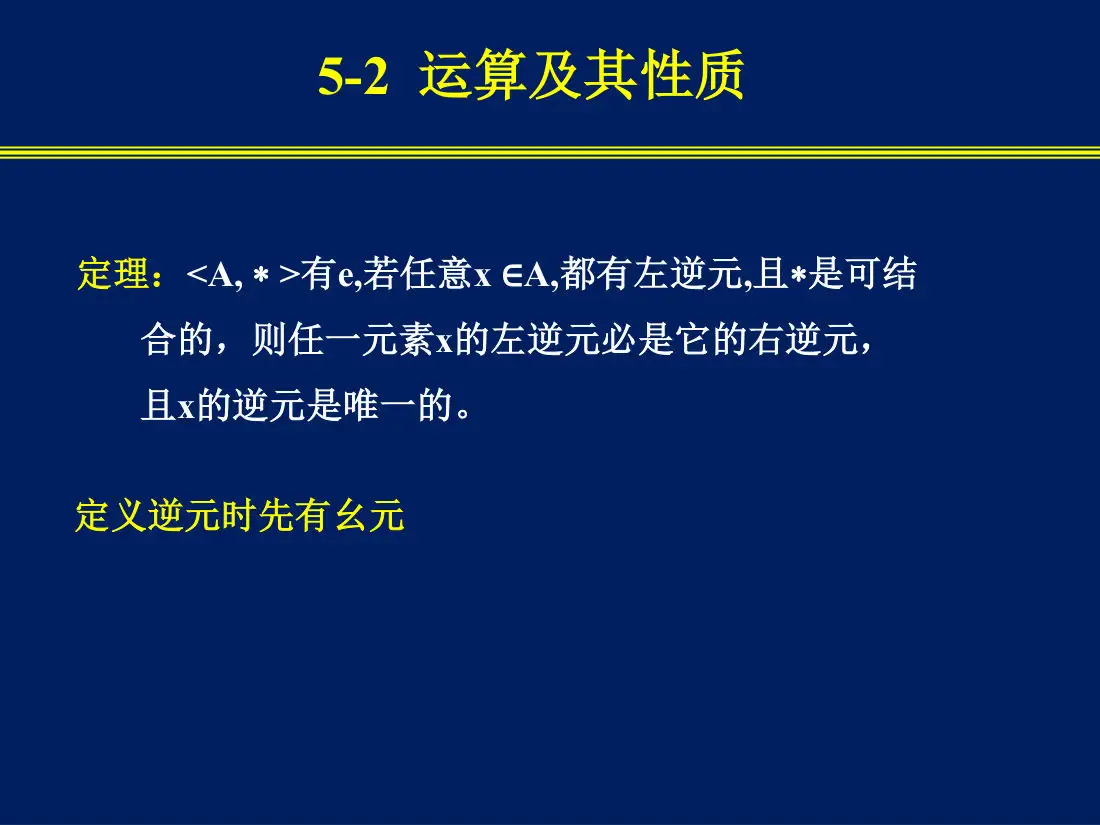 5-2 运算及其性质
定理：<A,＊>有e,若任意x ∈A,都有左逆元,且*是可结
合的，则任一元素x的左逆元必是它的右逆元，
且x的逆元是唯一的。
定义逆元时先有幺元